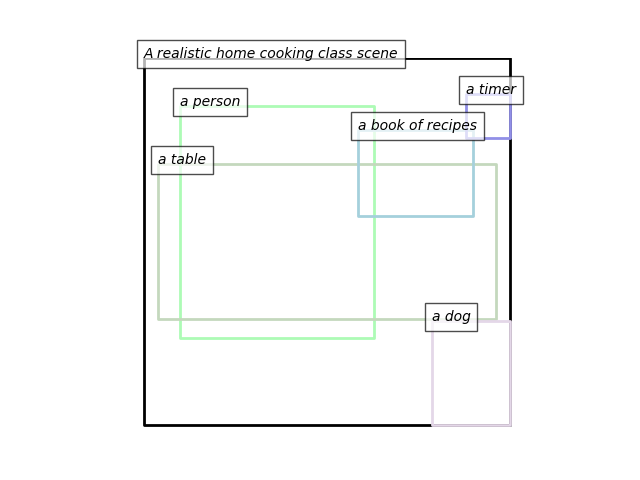 A realistic home cooking class scene
a timer
a person
a book of recipes
a table
a dog